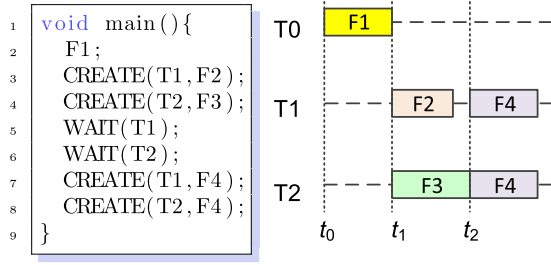 1 void main(){
2 F1;
3 CREATE(T1,F2);
4 CREATE(T2,F3);
5 WAIT(T1);
6 WAIT(T2);
7 CREATE(T1,F4);
8 CREATE(T2,F4);
9 }
T0 F1
T1 F2 F4
T2 F3 F4
t0 t1 t2